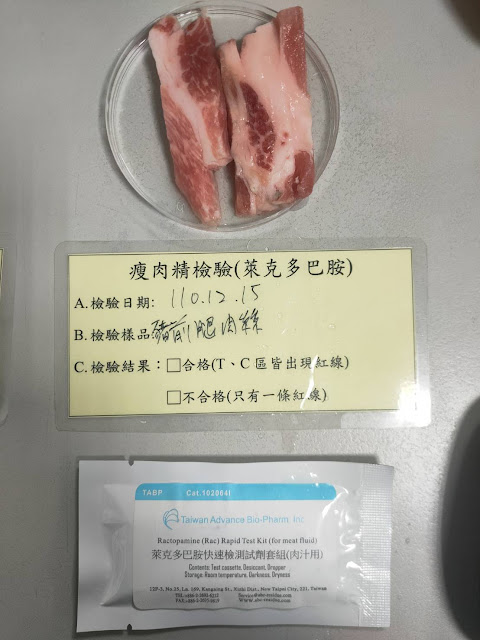 瘦肉精檢驗(萊克多巴胺)
A.檢驗日期: 110.12.15
B.檢驗樣品 豬前腿肉絲
C.檢驗結果：□合格(T、C 區皆出現紅線)
□不合格(只有一條紅線)
TABP Cat.102004I
Taiwan Advance Bio-Pharm, Inc.
Ractopamine (Rac) Rapid Test Kit (for meat fluid)
萊克多巴胺快速檢測試劑套組(肉汁用)
Contents: Test cassette, Desiccant, Dropper
Storage: Room temperature, Darkness, Dryness